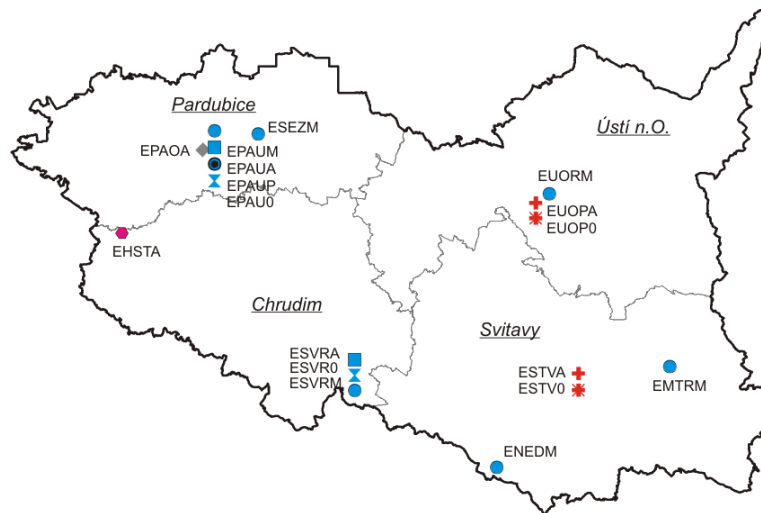 Pardubice
ESEZM
EPAOA
EPAUM
EPAUA
EPAUP
EPAU0
Ústí n.O.
EUORM
EUOPA
EUOP0
EHSTA
Chrudim
ESVRA
ESVR0
ESVRM
Svitavy
ESTVA
ESTV0
EMTRM
ENEDM